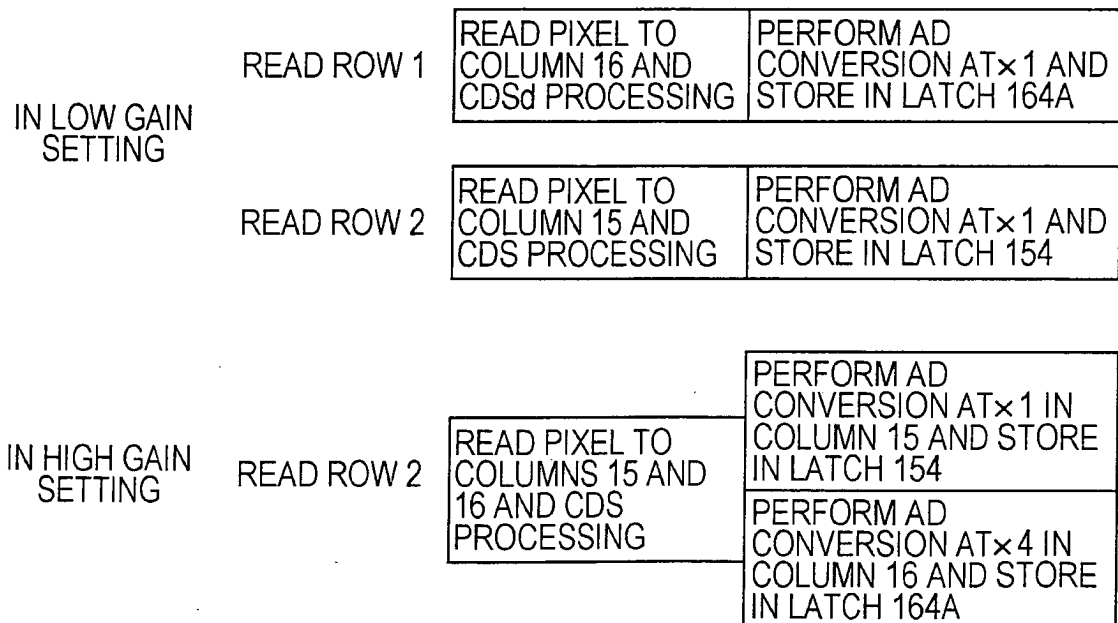 IN LOW GAIN
SETTING
READ ROW 1
READ PIXEL TO
COLUMN 16 AND
CDSd PROCESSING
PERFORM AD
CONVERSION AT×1 AND
STORE IN LATCH 164A
READ ROW 2
READ PIXEL TO
COLUMN 15 AND
CDS PROCESSING
PERFORM AD
CONVERSION AT×1 AND
STORE IN LATCH 154
IN HIGH GAIN
SETTING
READ ROW 2
READ PIXEL TO
COLUMNS 15 AND
16 AND CDS
PROCESSING
PERFORM AD
CONVERSION AT×1 IN
COLUMN 15 AND STORE
IN LATCH 154
PERFORM AD
CONVERSION AT×4 IN
COLUMN 16 AND STORE
IN LATCH 164A